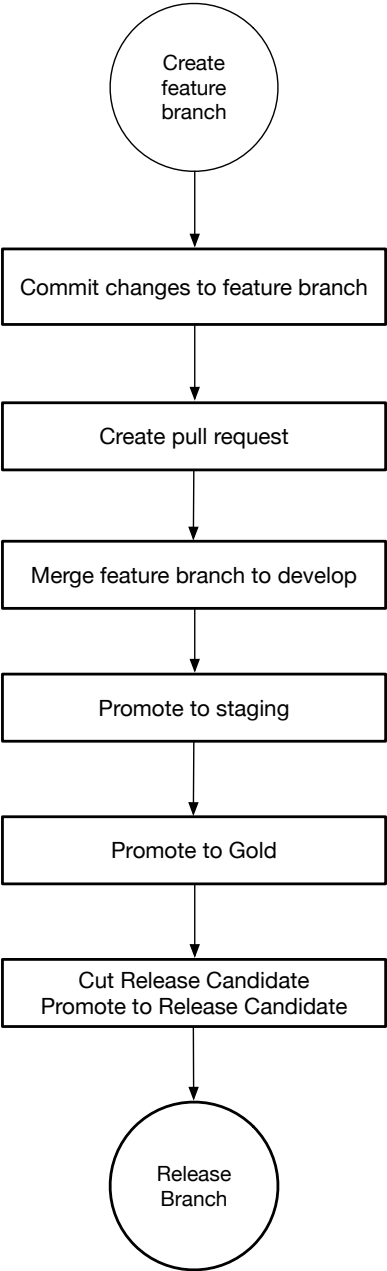 Create
feature
branch
Commit changes to feature branch
Create pull request
Merge feature branch to develop
Promote to staging
Promote to Gold
Cut Release Candidate
Promote to Release Candidate
Release
Branch